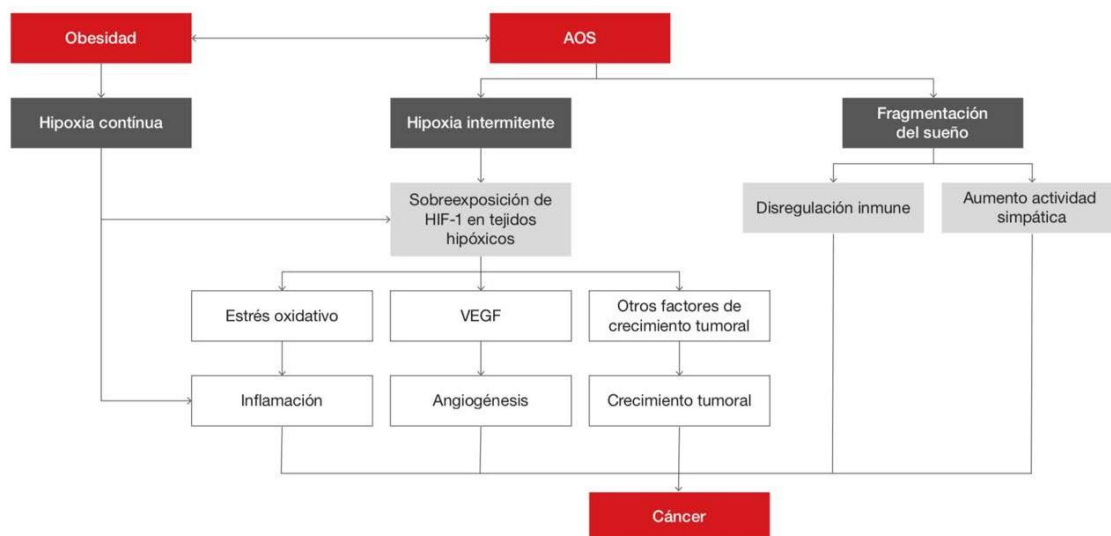 Obesidad
AOS
Hipoxia contínua
Hipoxia intermitente
Fragmentación
del sueño
Sobreexposición de
HIF-1 en tejidos
hipóxicos
Disregulación inmune
Aumento actividad
simpática
Estrés oxidativo
VEGF
Otros factores de
crecimiento tumoral
Inflamación
Angiogénesis
Crecimiento tumoral
Cáncer